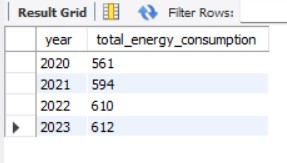 Result Grid Filter Rows:
year total_energy_consumption
2020 561
2021 594
2022 610
2023 612